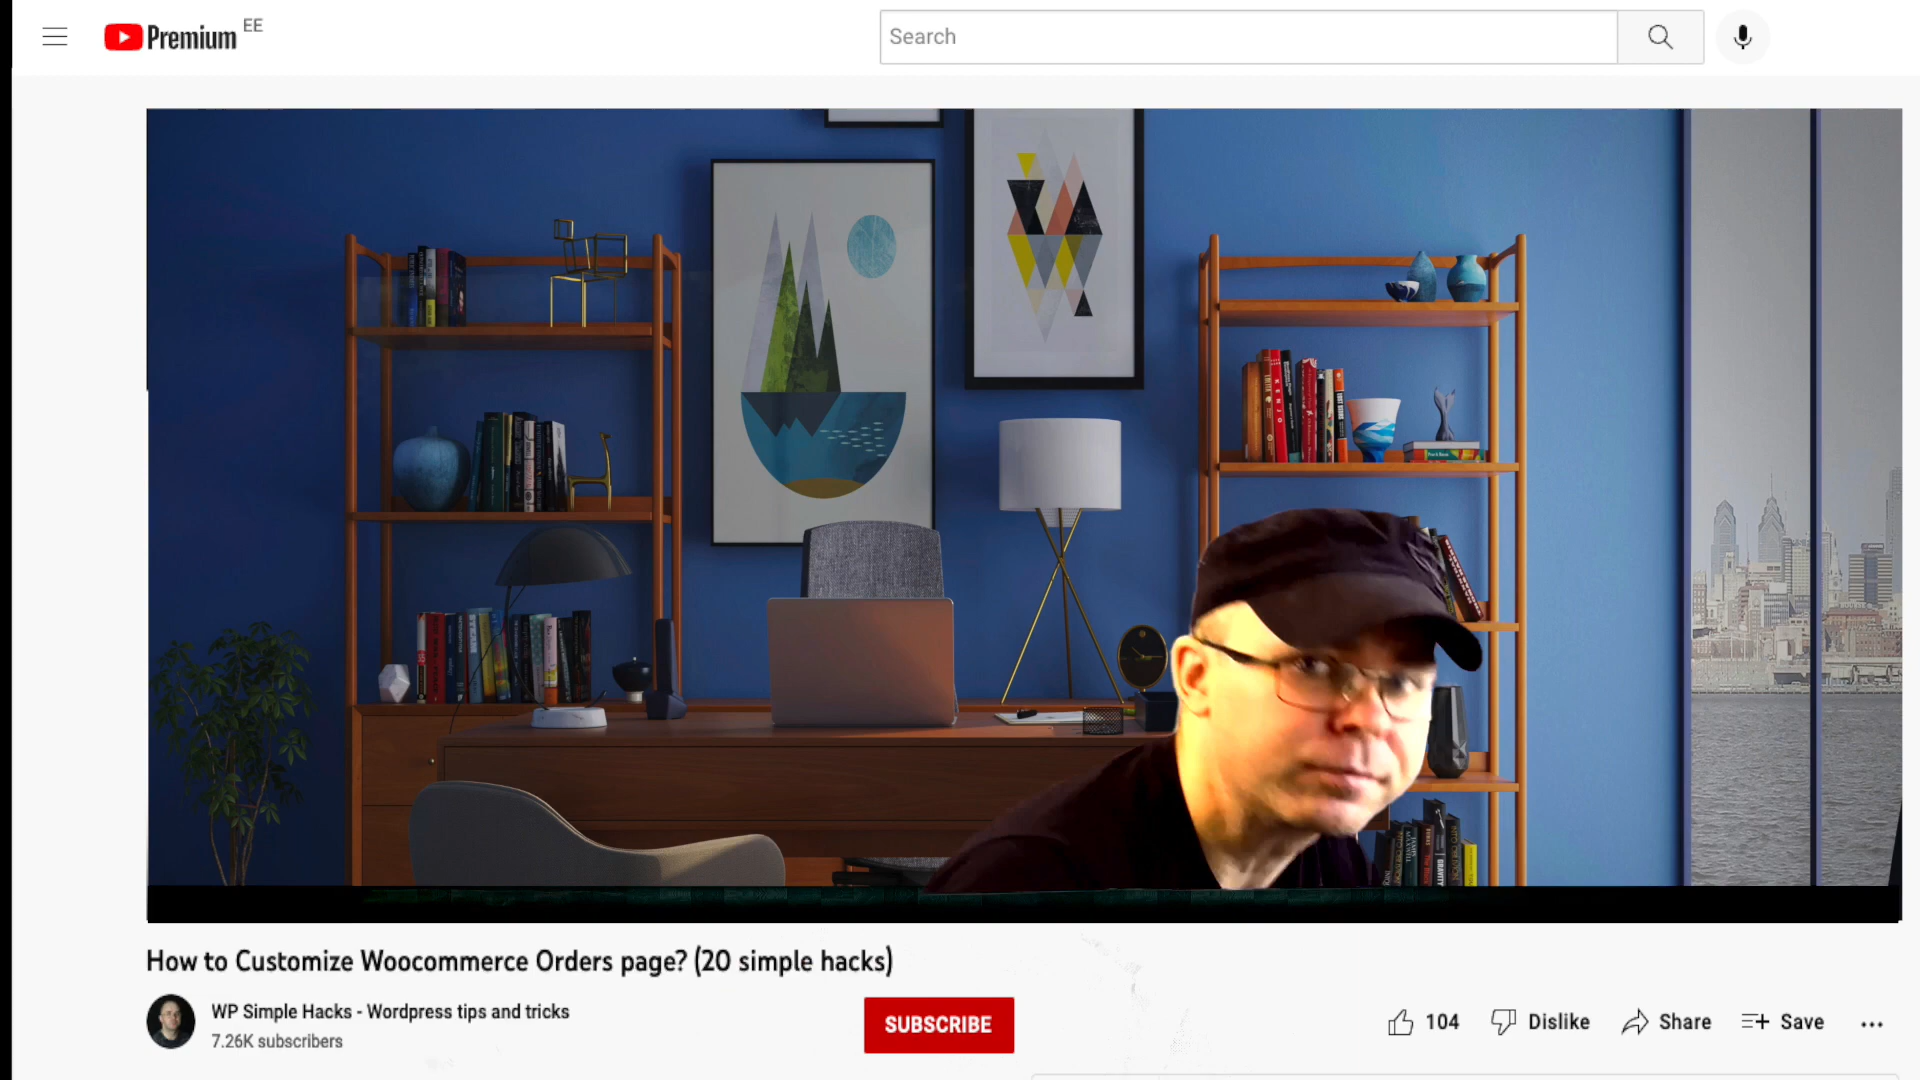 Premium EE
Search
How to Customize Woocommerce Orders page? (20 simple hacks)
WP Simple Hacks - Wordpress tips and tricks
7.26K subscribers
SUBSCRIBE
104
Dislike
Share
Save